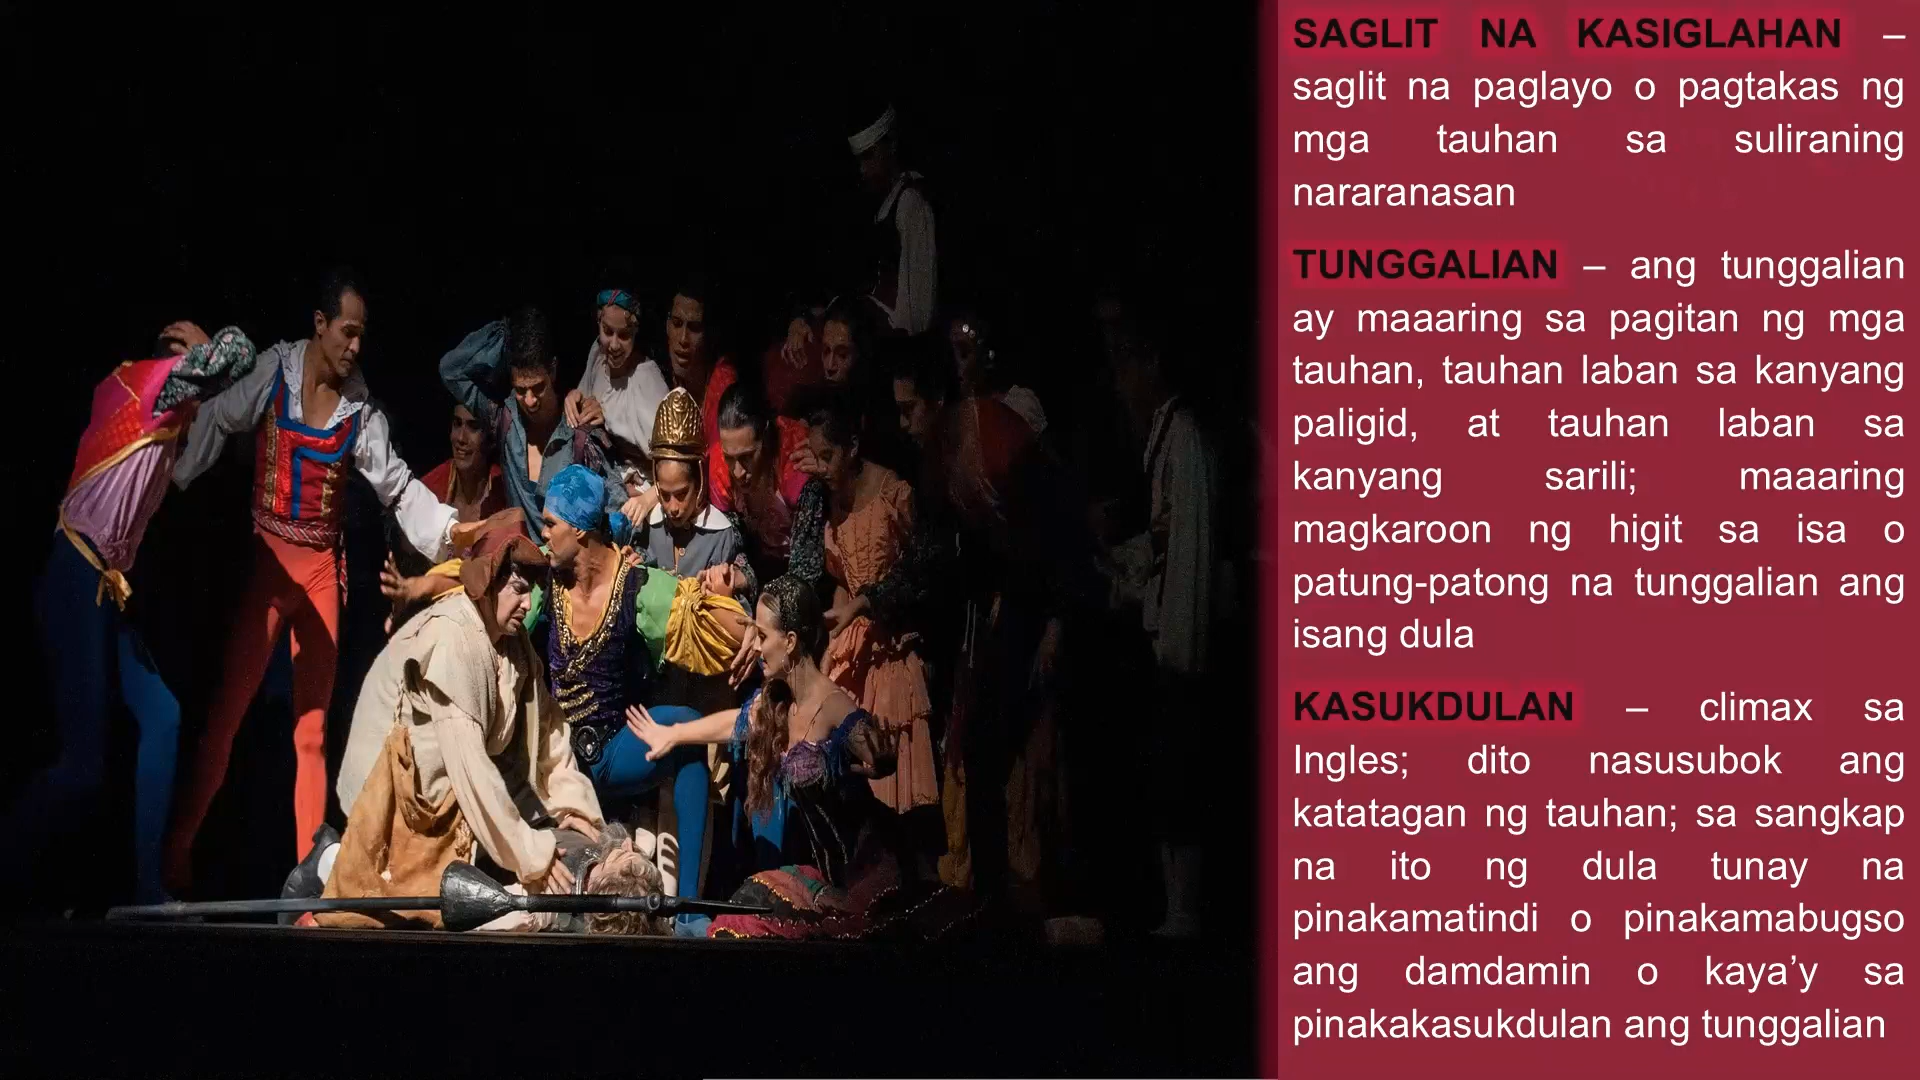 SAGLIT NA KASIGLAHAN –
saglit na paglayo o pagtakas ng
mga tauhan sa suliraning
nararanasan
TUNGGALIAN – ang tunggalian
ay maaaring sa pagitan ng mga
tauhan, tauhan laban sa kanyang
paligid, at tauhan laban sa
kanyang sarili; maaaring
magkaroon ng higit sa isa o
patung-patong na tunggalian ang
isang dula
KASUKDULAN – climax sa
Ingles; dito nasusubok ang
katatagan ng tauhan; sa sangkap
na ito ng dula tunay na
pinakamatindi o pinakamabugso
ang damdamin o kaya’y sa
pinakakasukdulan ang tunggalian